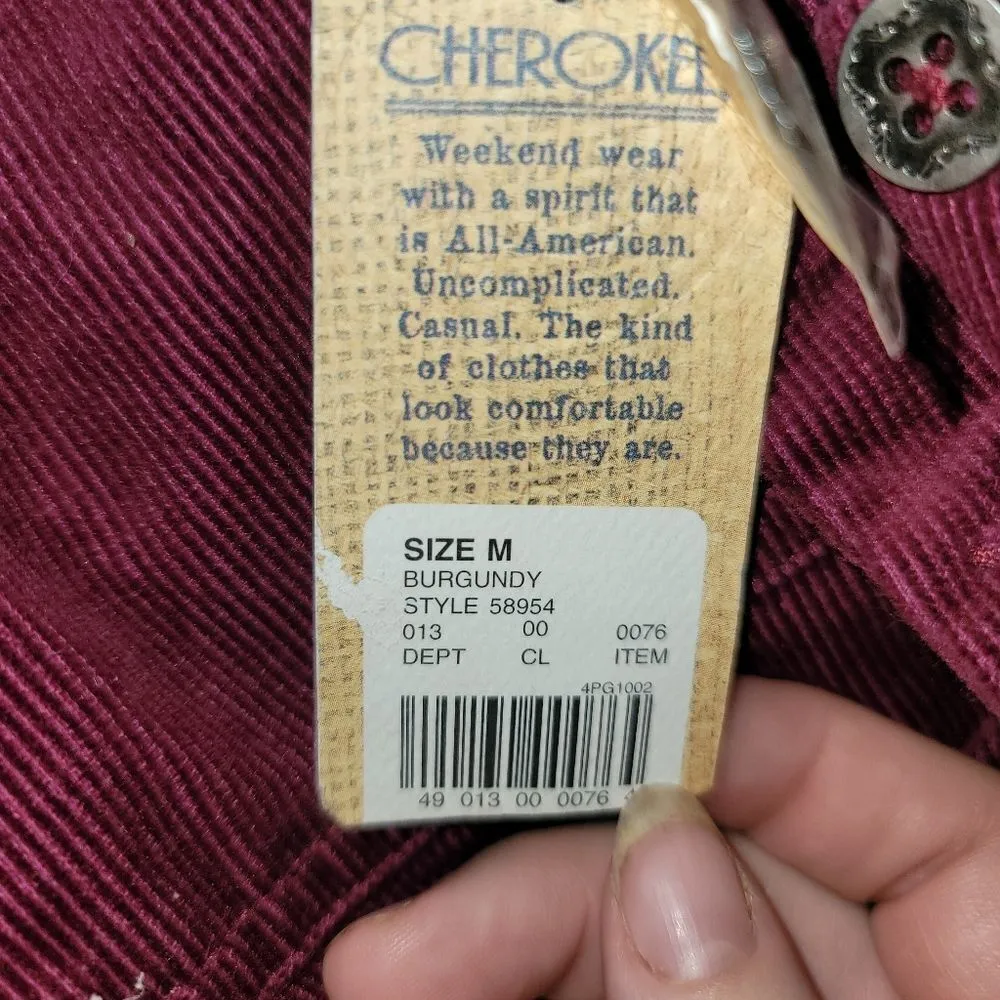 CHEROKEE
Weekend wear
with a spirit that
is All-American.
Uncomplicated.
Casual. The kind
of clothes that
look comfortable
because they are.
SIZE M
BURGUNDY
STYLE 58954
013 00 0076
DEPT CL ITEM
4PG1002
49 013 00 0076